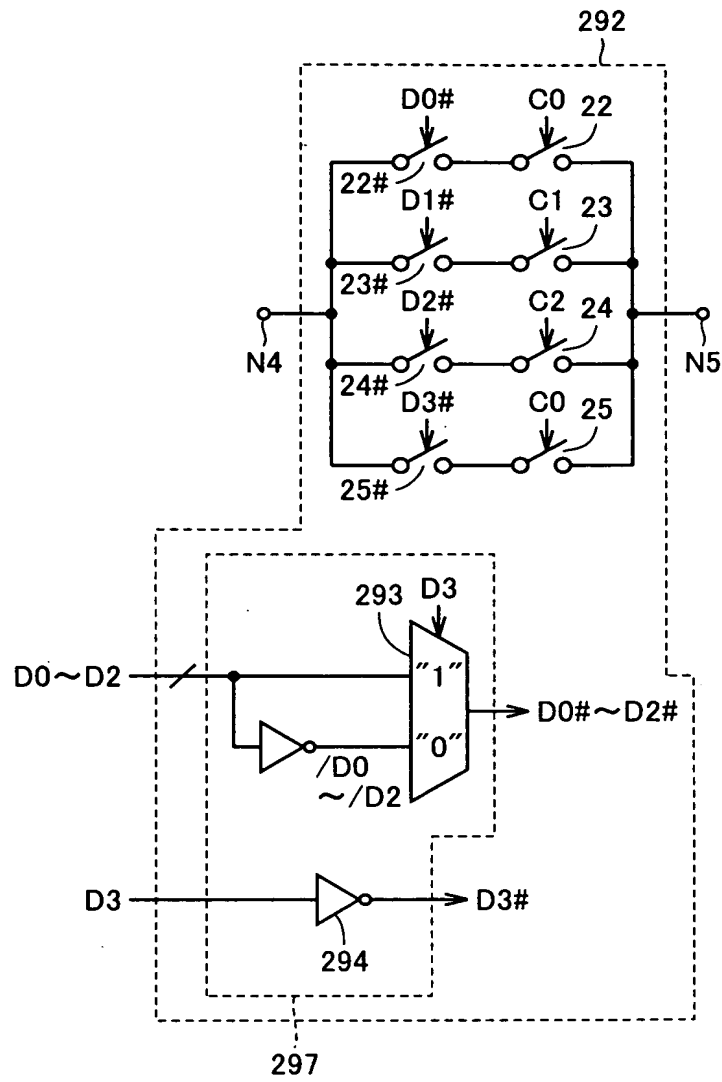 292
D0# C0
22
22#
D1# C1
23
23#
D2# C2
24
N4 N5
24#
D3# C0
25
25#
293 D3
D0～D2 "1"
D0#～D2#
"0"
/D0
～/D2
D3 D3#
294
297